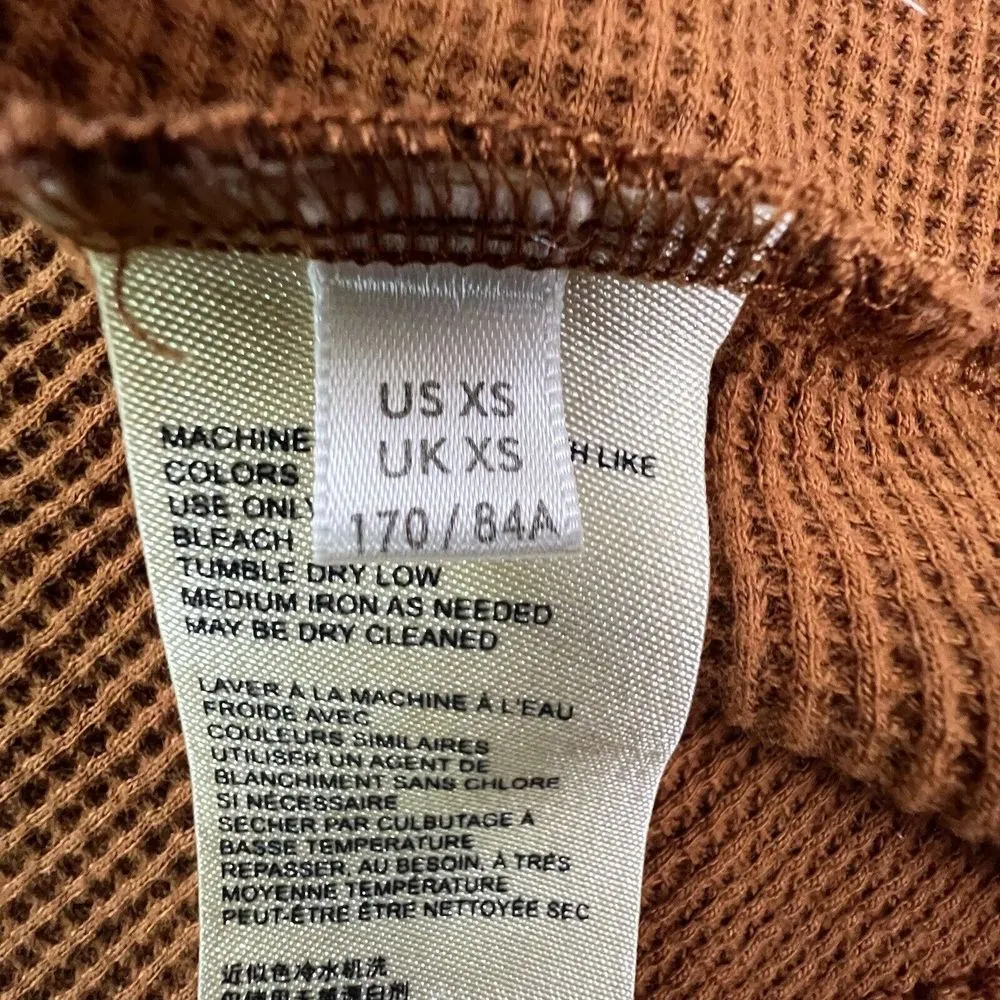 US XS
UK XS
170/84A
MACHINE
H LIKE
COLORS
USE ONLY
BLEACH
TUMBLE DRY LOW
MEDIUM IRON AS NEEDED
MAY BE DRY CLEANED
LAVER À LA MACHINE À L'EAU
FROIDE AVEC
COULEURS SIMILAIRES
UTILISER UN AGENT DE
BLANCHIMENT SANS CHLORE
SI NÉCESSAIRE
SÉCHER PAR CULBUTAGE À
BASSE TEMPÉRATURE
REPASSER, AU BESOIN, À TRÈS
MOYENNE TEMPÉRATURE
PEUT-ÊTRE ÊTRE NETTOYÉE SEC
近似色冷水机洗